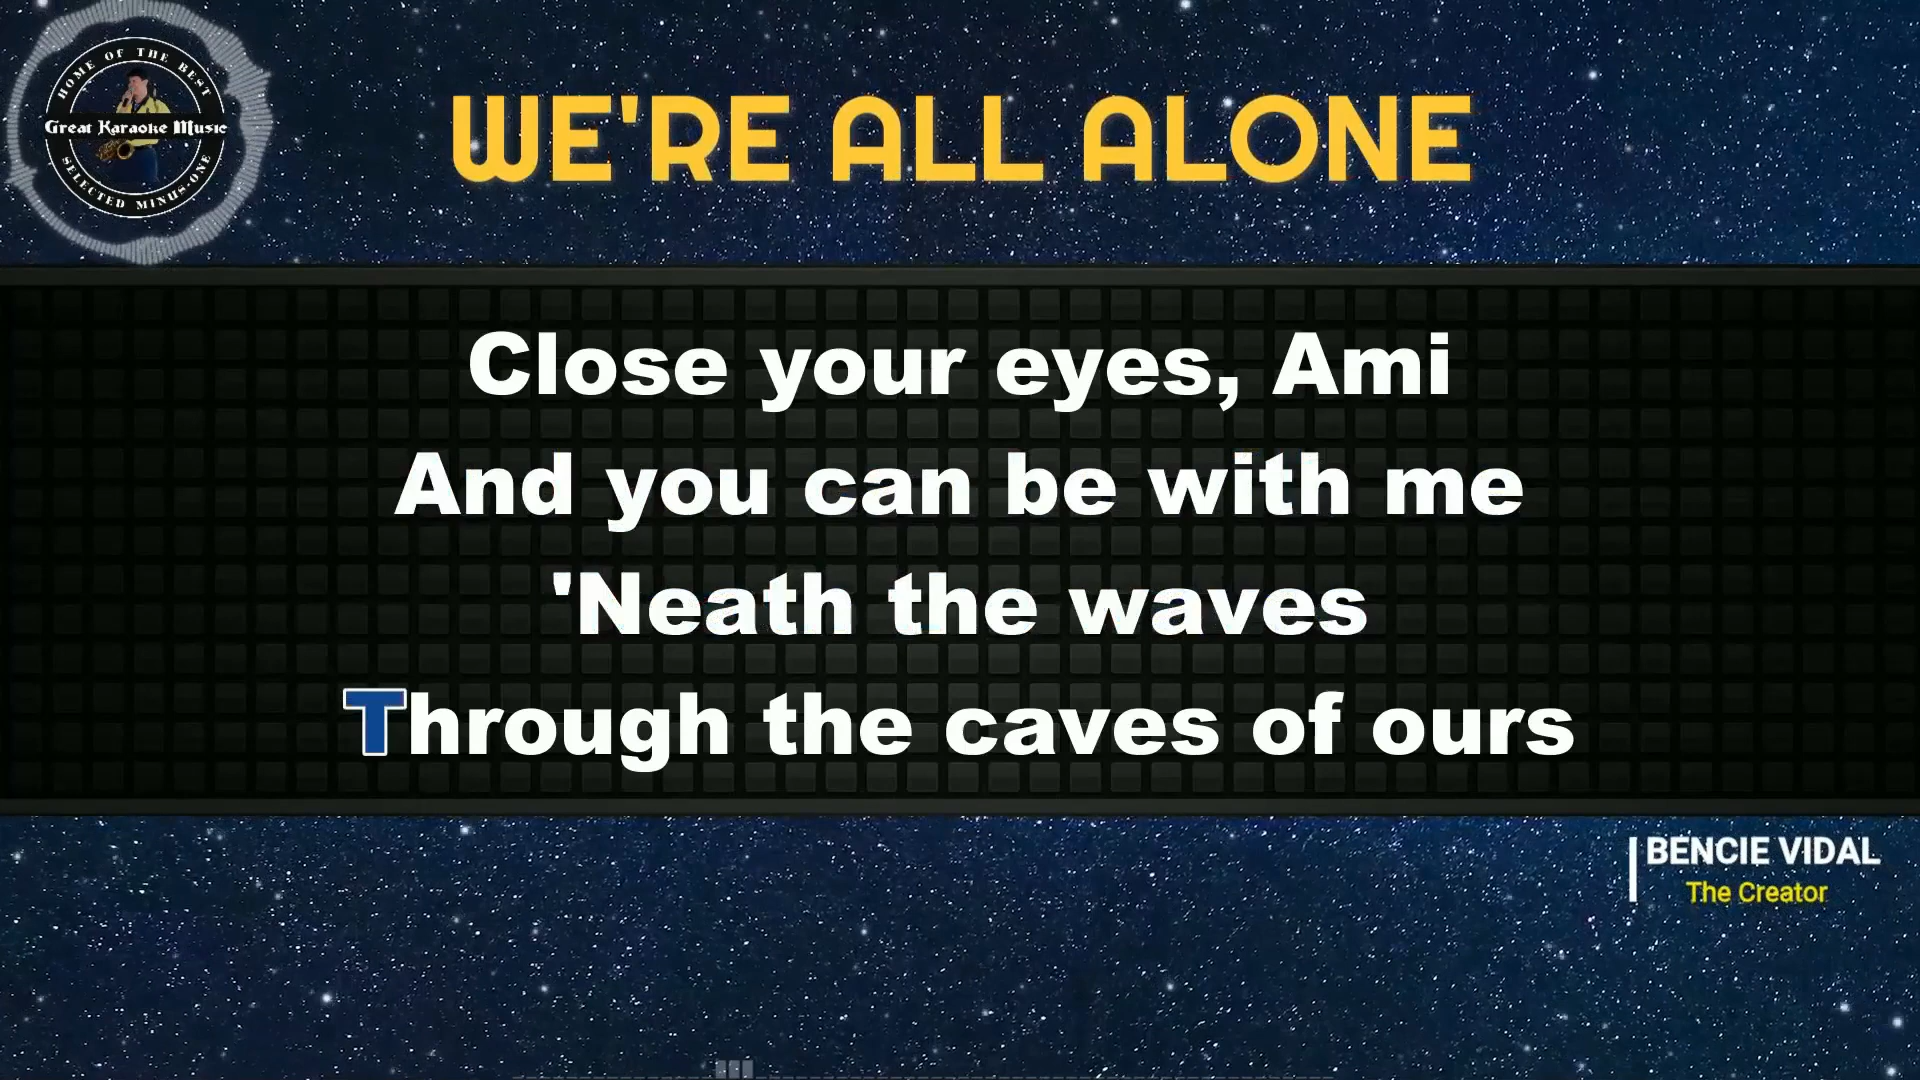 HOME OF THE BEST
Great Karaoke Music
SELECTED MINUS-ONE
WE'RE ALL ALONE
Close your eyes, Ami
And you can be with me
'Neath the waves
Through the caves of ours
BENCIE VIDAL
The Creator